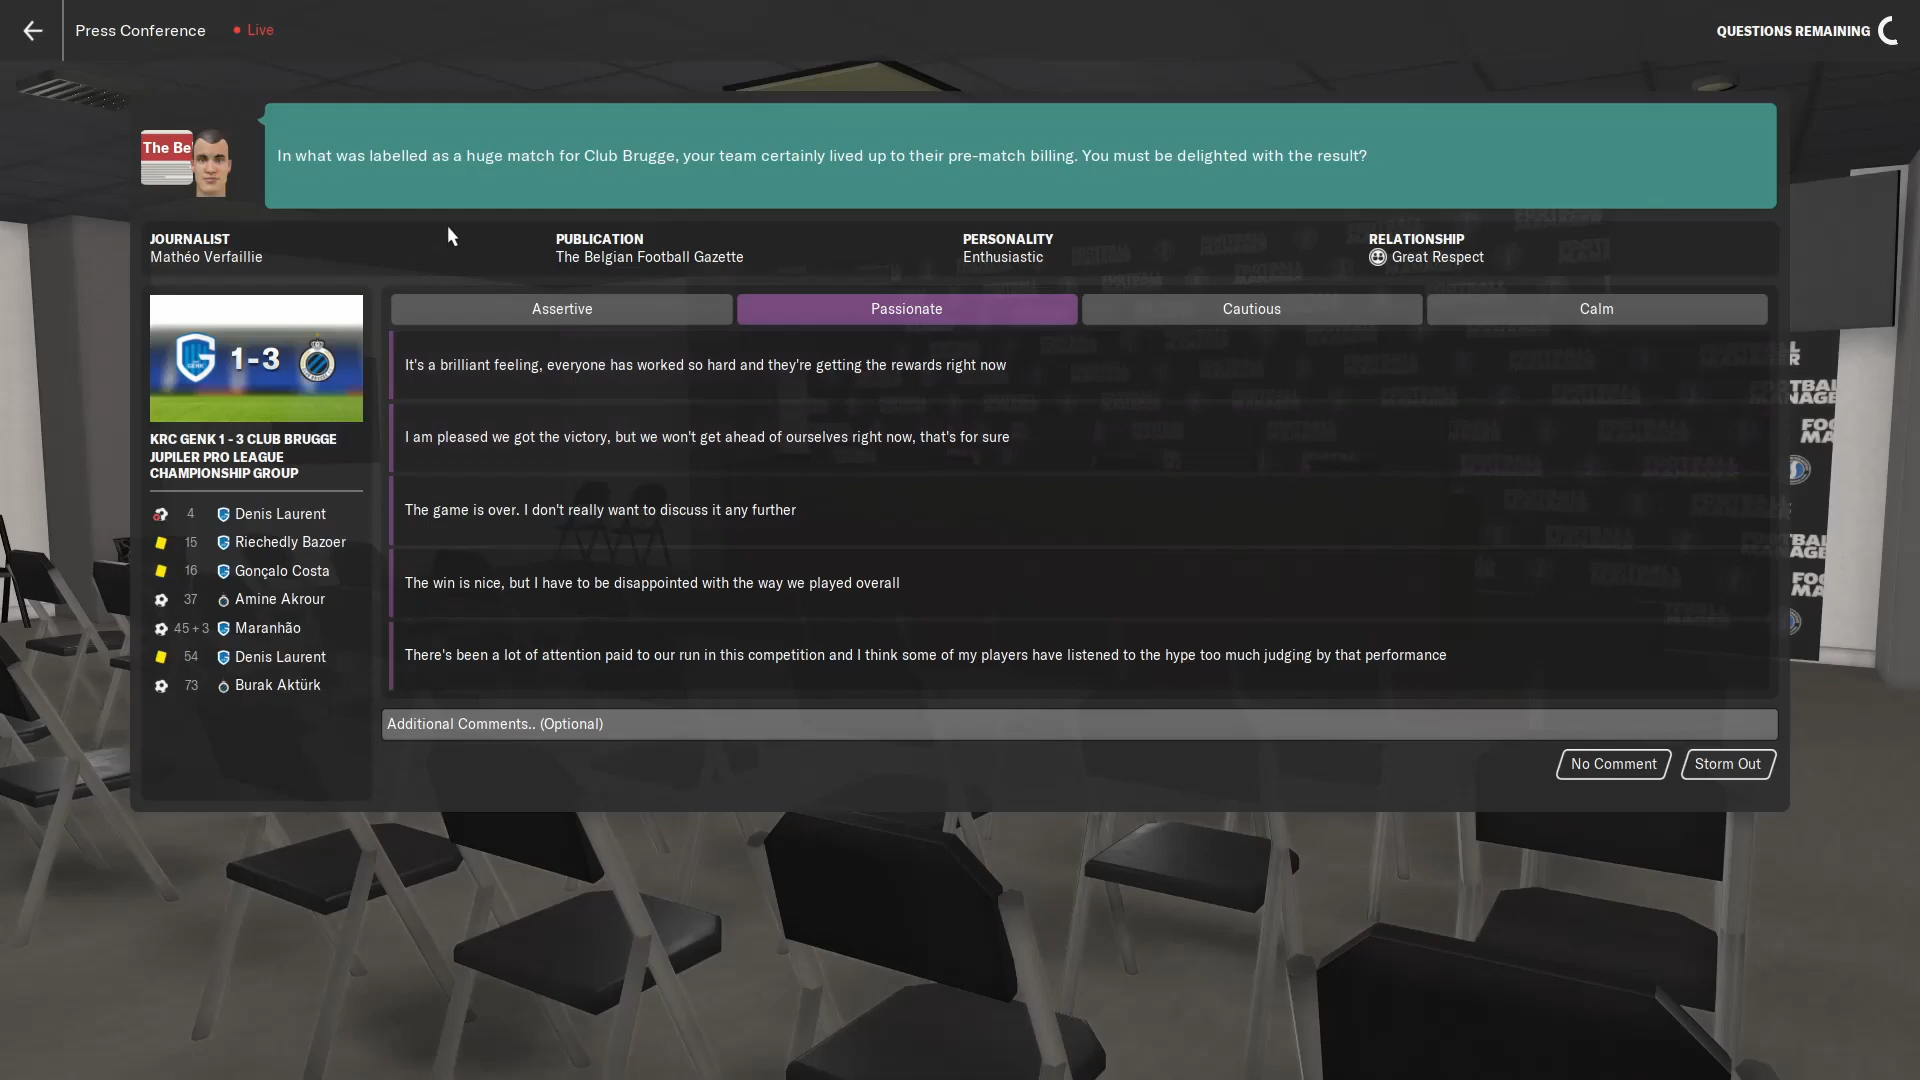 Press Conference
Live
QUESTIONS REMAINING
The Be
In what was labelled as a huge match for Club Brugge, your team certainly lived up to their pre-match billing. You must be delighted with the result?
JOURNALIST
Mathéo Verfaillie
PUBLICATION
The Belgian Football Gazette
PERSONALITY
Enthusiastic
RELATIONSHIP
Great Respect
Assertive
Passionate
Cautious
Calm
GENK
1-3
KRC GENK 1 - 3 CLUB BRUGGE
JUPILER PRO LEAGUE
CHAMPIONSHIP GROUP
4 Denis Laurent
15 Riechedly Bazoer
16 Gonçalo Costa
37 Amine Akrour
45 + 3 Maranhão
54 Denis Laurent
73 Burak Aktürk
It's a brilliant feeling, everyone has worked so hard and they're getting the rewards right now
I am pleased we got the victory, but we won't get ahead of ourselves right now, that's for sure
The game is over. I don't really want to discuss it any further
The win is nice, but I have to be disappointed with the way we played overall
There's been a lot of attention paid to our run in this competition and I think some of my players have listened to the hype too much judging by that performance
Additional Comments.. (Optional)
No Comment
Storm Out